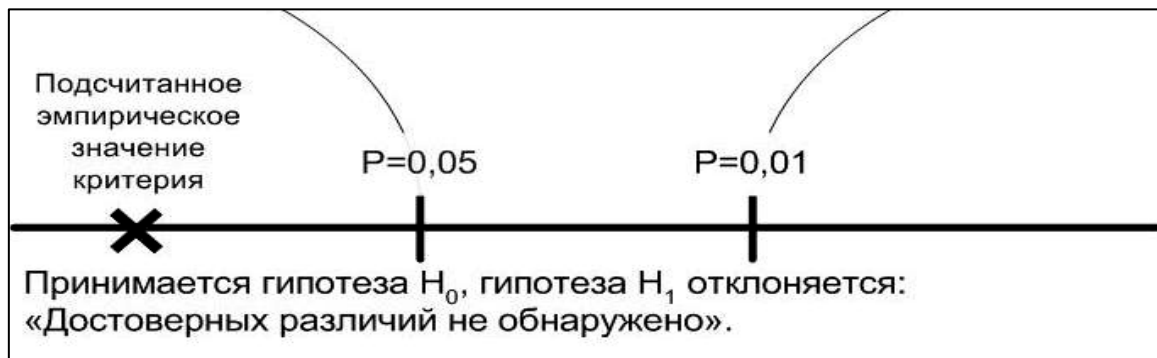 Подсчитанное
эмпирическое
значение
критерия
P=0,05
P=0,01
Принимается гипотеза H₀, гипотеза H₁ отклоняется:
«Достоверных различий не обнаружено».